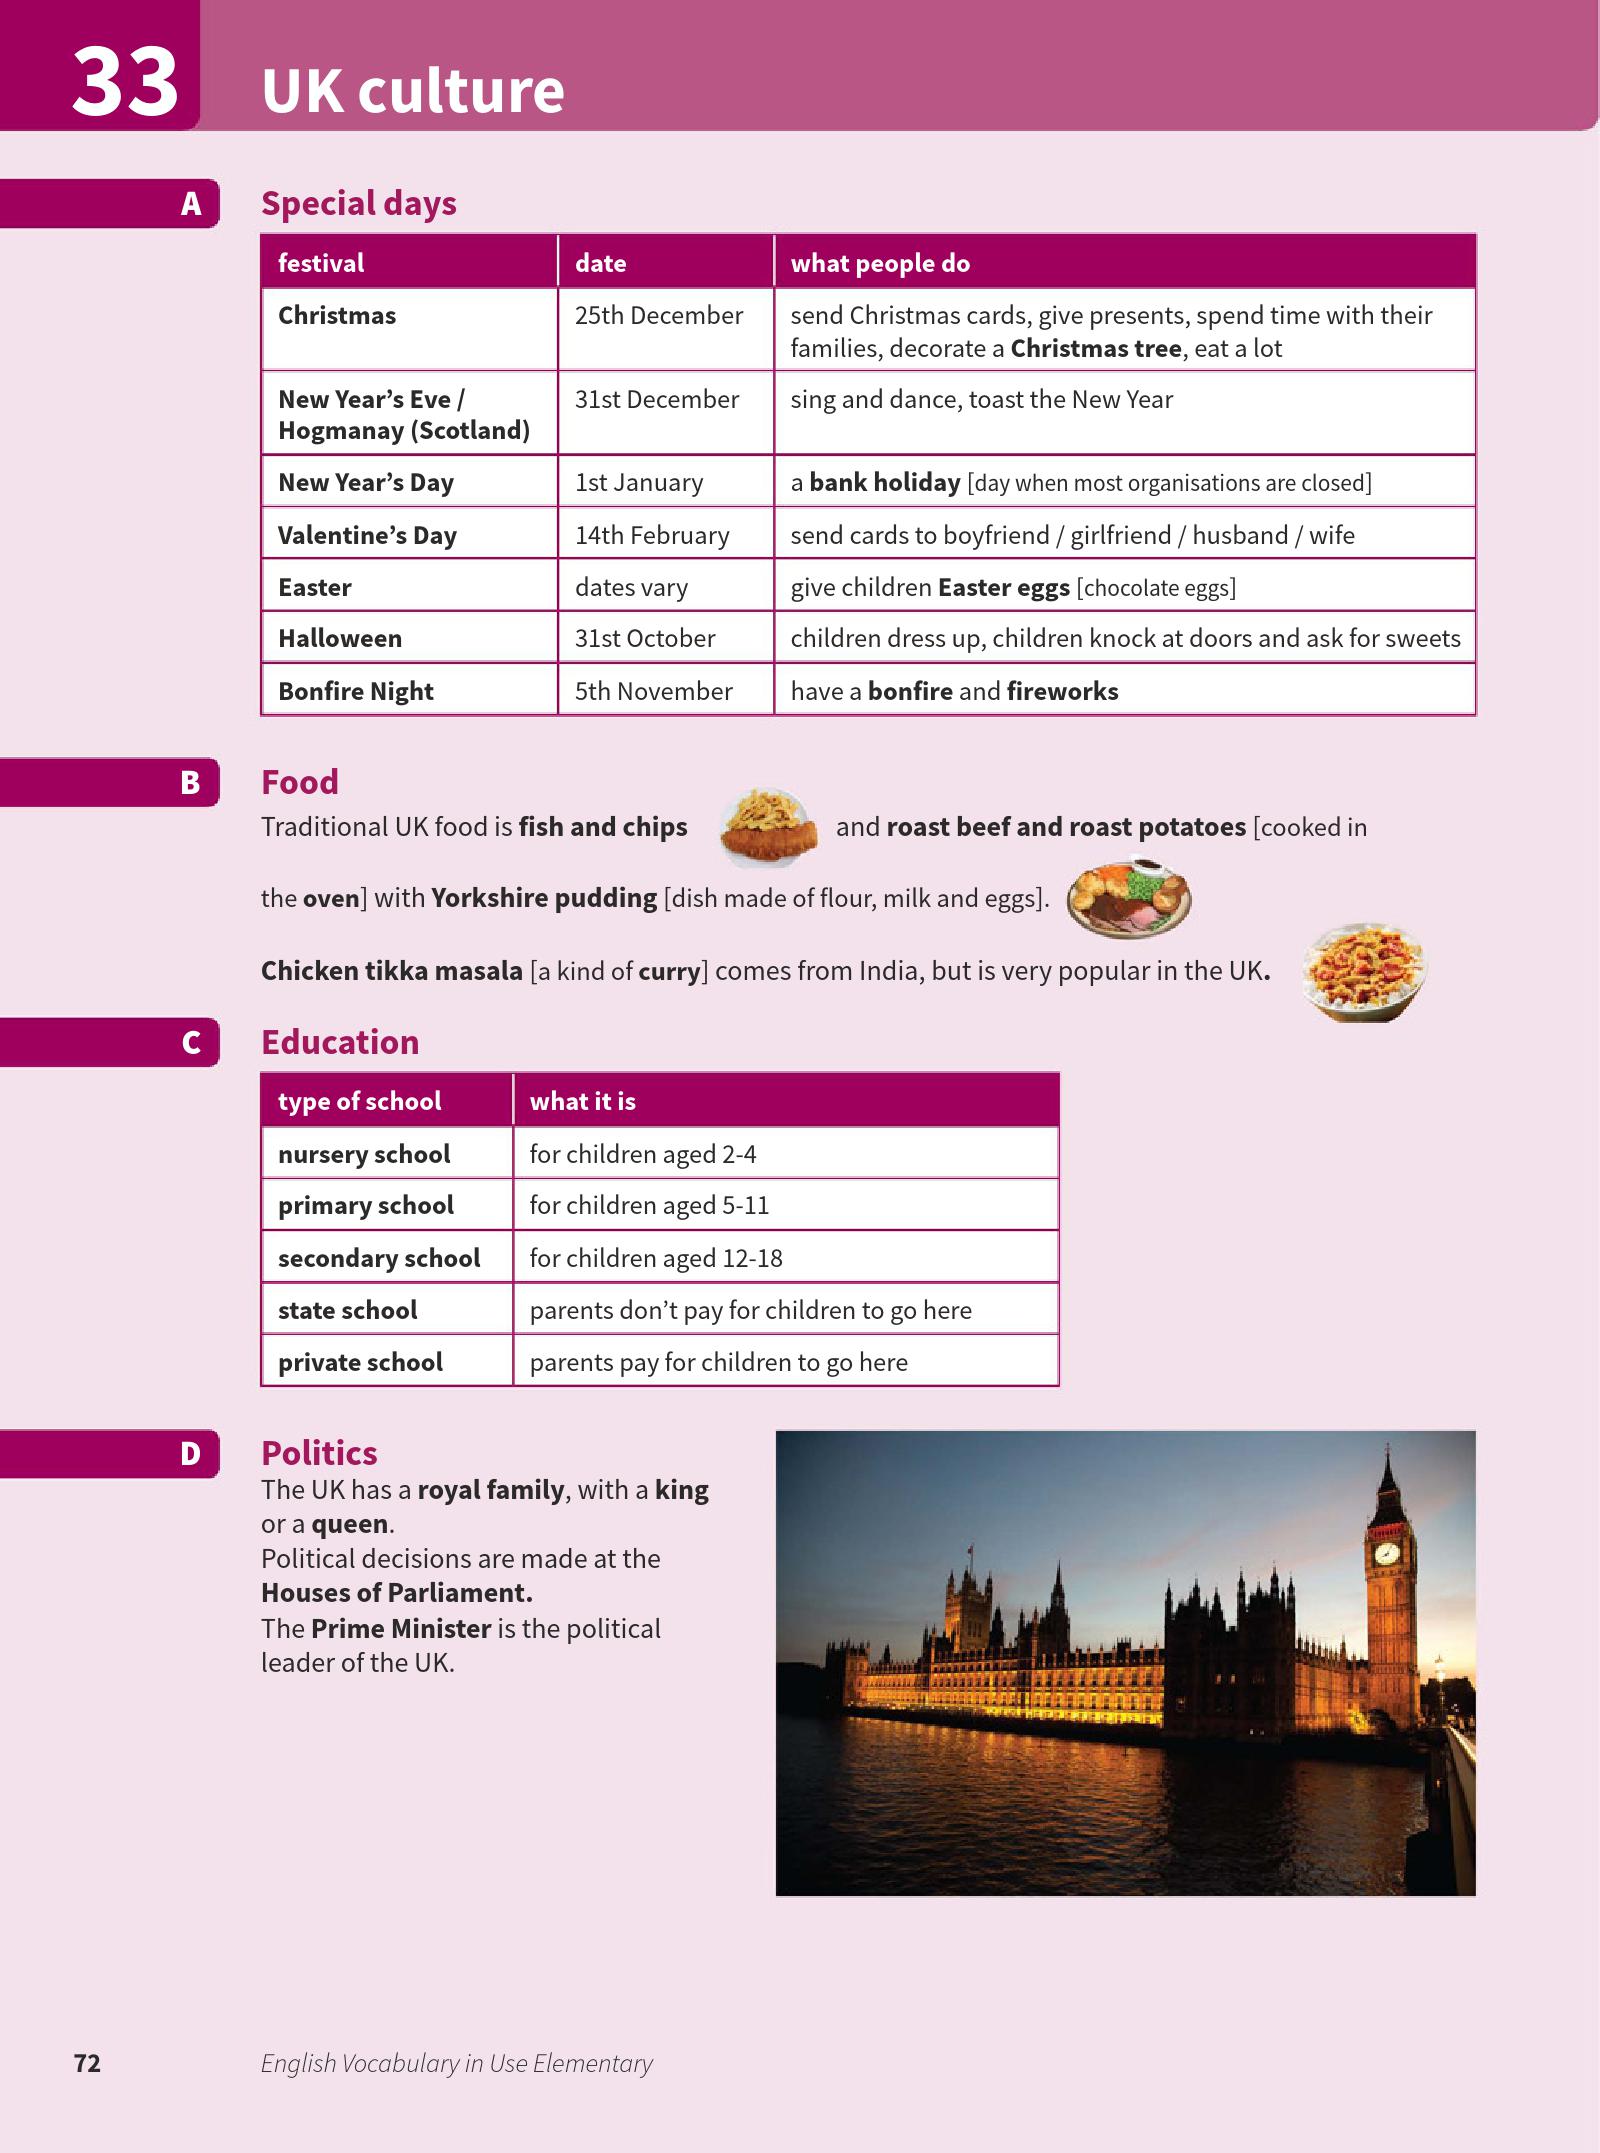 33
UK culture
A
Special days
festival date what people do
Christmas 25th December send Christmas cards, give presents, spend time with their
families, decorate a Christmas tree, eat a lot
New Year’s Eve / 31st December sing and dance, toast the New Year
Hogmanay (Scotland)
New Year’s Day 1st January a bank holiday [day when most organisations are closed]
Valentine’s Day 14th February send cards to boyfriend / girlfriend / husband / wife
Easter dates vary give children Easter eggs [chocolate eggs]
Halloween 31st October children dress up, children knock at doors and ask for sweets
Bonfire Night 5th November have a bonfire and fireworks
B
Food
Traditional UK food is fish and chips and roast beef and roast potatoes [cooked in
the oven] with Yorkshire pudding [dish made of flour, milk and eggs].
Chicken tikka masala [a kind of curry] comes from India, but is very popular in the UK.
C
Education
type of school what it is
nursery school for children aged 2-4
primary school for children aged 5-11
secondary school for children aged 12-18
state school parents don’t pay for children to go here
private school parents pay for children to go here
D
Politics
The UK has a royal family, with a king
or a queen.
Political decisions are made at the
Houses of Parliament.
The Prime Minister is the political
leader of the UK.
72
English Vocabulary in Use Elementary